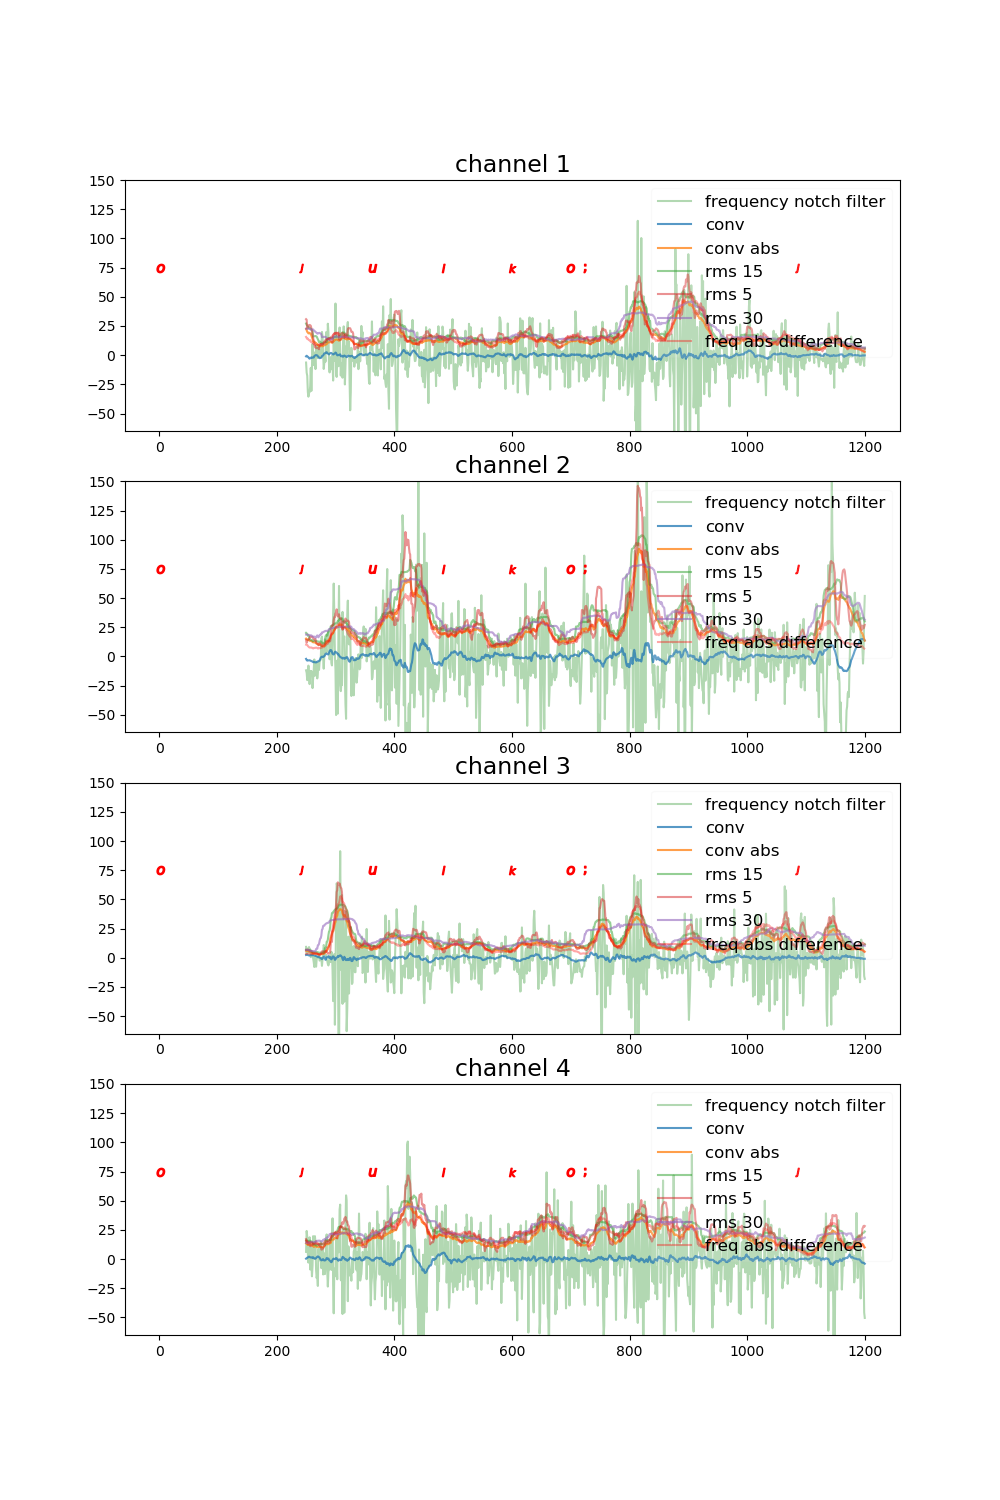 channel 1
150
125
100
75
50
25
0
−25
−50
o J u l k o ; J
frequency notch filter
conv
conv abs
rms 15
rms 5
rms 30
freq abs difference
0 200 400 600 800 1000 1200
channel 2
150
125
100
75
50
25
0
−25
−50
o J u l k o ; J
frequency notch filter
conv
conv abs
rms 15
rms 5
rms 30
freq abs difference
0 200 400 600 800 1000 1200
channel 3
150
125
100
75
50
25
0
−25
−50
o J u l k o ; J
frequency notch filter
conv
conv abs
rms 15
rms 5
rms 30
freq abs difference
0 200 400 600 800 1000 1200
channel 4
150
125
100
75
50
25
0
−25
−50
o J u l k o ; J
frequency notch filter
conv
conv abs
rms 15
rms 5
rms 30
freq abs difference
0 200 400 600 800 1000 1200